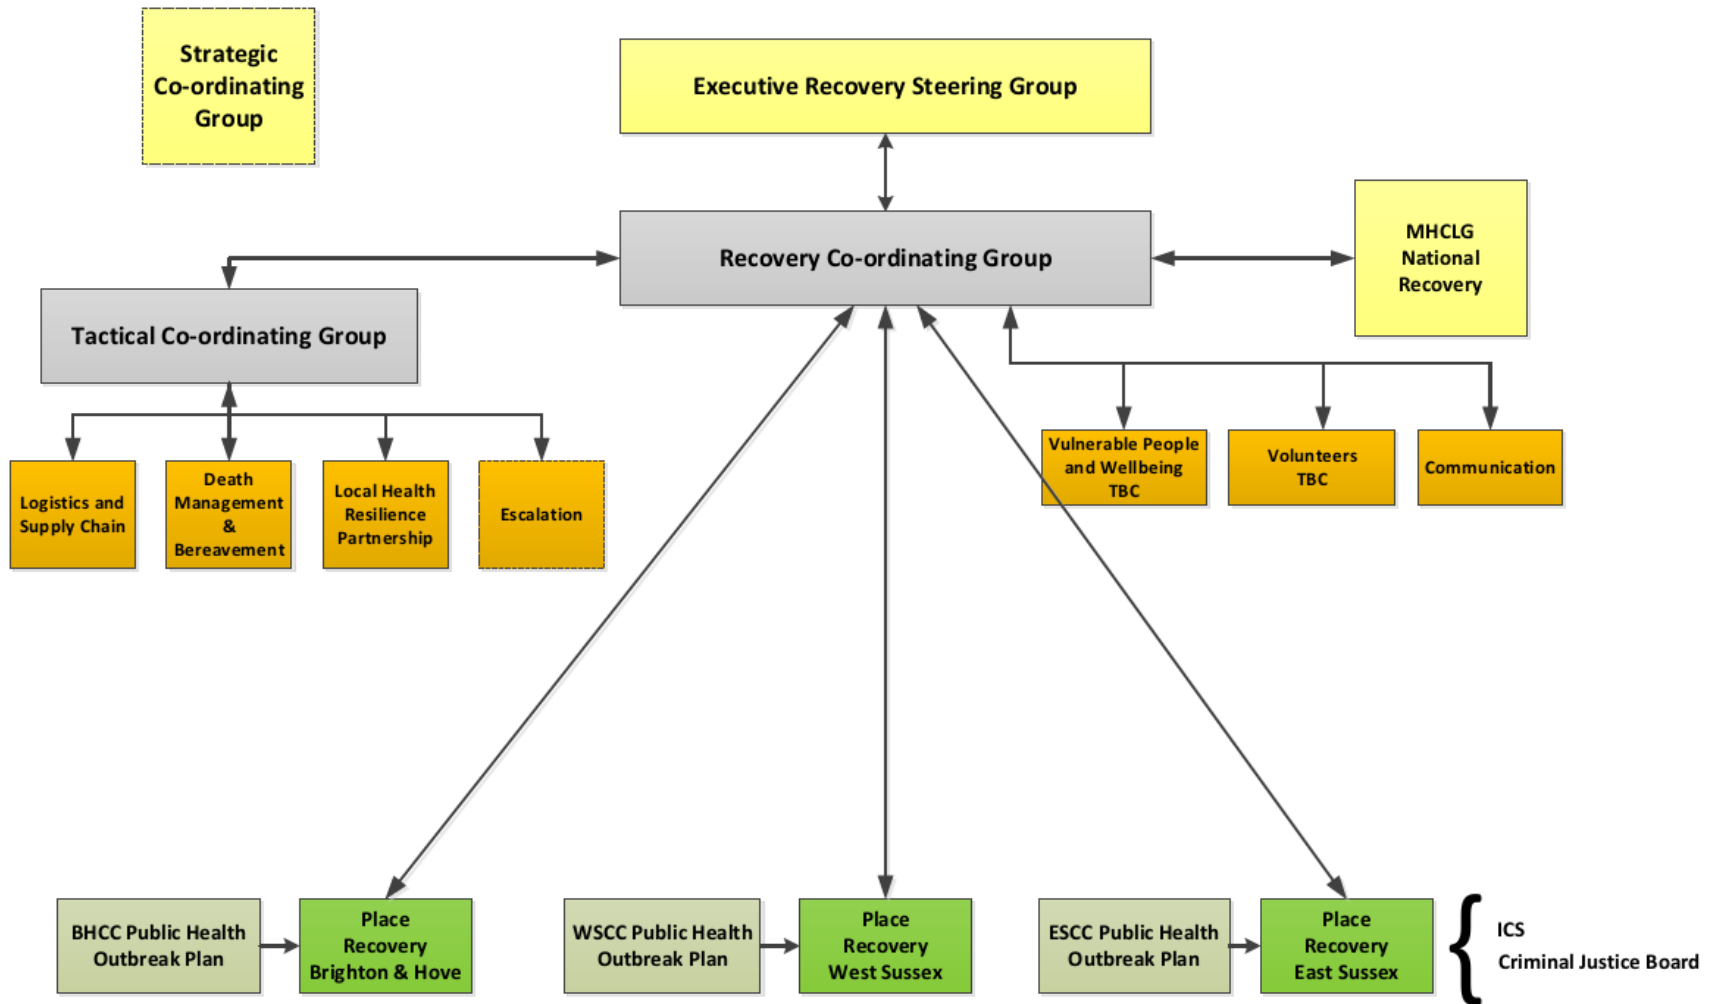 Strategic
Co-ordinating
Group
Executive Recovery Steering Group
Recovery Co-ordinating Group
MHCLG
National
Recovery
Tactical Co-ordinating Group
Logistics and
Supply Chain
Death
Management
&
Bereavement
Local Health
Resilience
Partnership
Escalation
Vulnerable People
and Wellbeing
TBC
Volunteers
TBC
Communication
BHCC Public Health
Outbreak Plan
Place
Recovery
Brighton & Hove
WSCC Public Health
Outbreak Plan
Place
Recovery
West Sussex
ESCC Public Health
Outbreak Plan
Place
Recovery
East Sussex
ICS
Criminal Justice Board